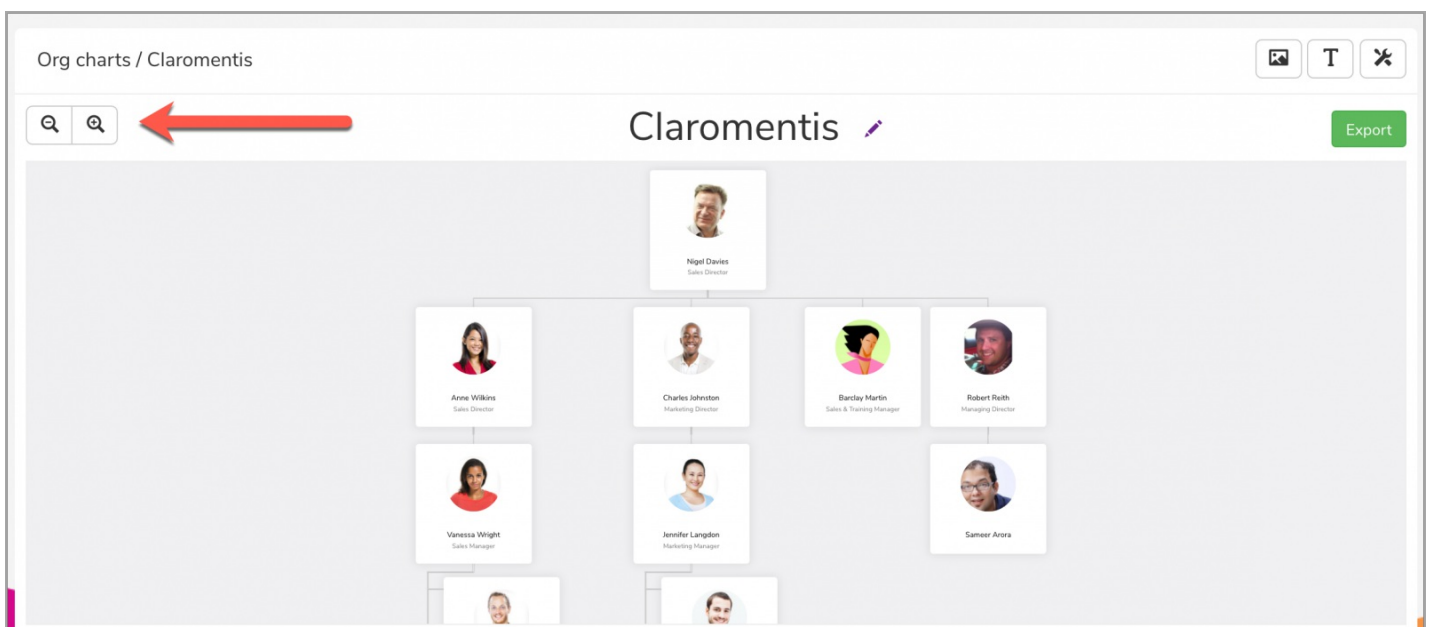 Org charts / Claromentis
T
Claromentis
Export
Nigel Davies
Sales Director
Anne Wilkins
Sales Director
Charles Johnston
Marketing Director
Barclay Martin
Sales & Training Manager
Robert Reith
Managing Director
Vanessa Wright
Sales Manager
Jennifer Langdon
Marketing Manager
Sameer Arora